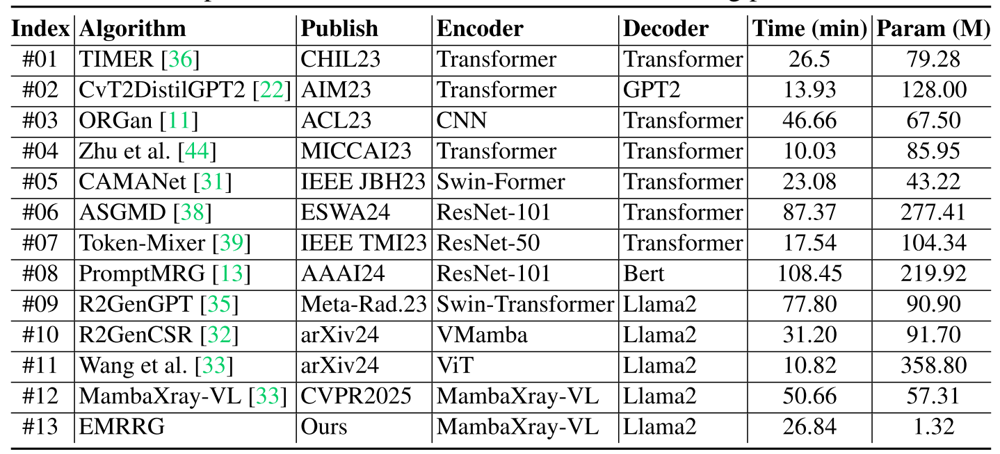 Index Algorithm Publish Encoder Decoder Time (min) Param (M)
#01 TIMER [36] CHIL23 Transformer Transformer 26.5 79.28
#02 CvT2DistilGPT2 [22] AIM23 Transformer GPT2 13.93 128.00
#03 ORGan [11] ACL23 CNN Transformer 46.66 67.50
#04 Zhu et al. [44] MICCAI23 Transformer Transformer 10.03 85.95
#05 CAMANet [31] IEEE JBH23 Swin-Former Transformer 23.08 43.22
#06 ASGMD [38] ESWA24 ResNet-101 Transformer 87.37 277.41
#07 Token-Mixer [39] IEEE TMI23 ResNet-50 Transformer 17.54 104.34
#08 PromptMRG [13] AAAI24 ResNet-101 Bert 108.45 219.92
#09 R2GenGPT [35] Meta-Rad.23 Swin-Transformer Llama2 77.80 90.90
#10 R2GenCSR [32] arXiv24 VMamba Llama2 31.20 91.70
#11 Wang et al. [33] arXiv24 ViT Llama2 10.82 358.80
#12 MambaXray-VL [33] CVPR2025 MambaXray-VL Llama2 50.66 57.31
#13 EMRRG Ours MambaXray-VL Llama2 26.84 1.32